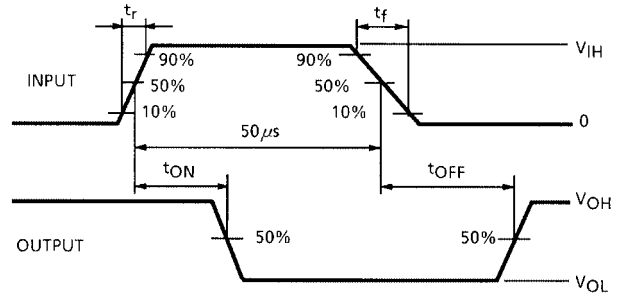 tr tf
90% 90% VIH
INPUT 50% 50%
10% 10% 0
50μs
tON tOFF
VOH
OUTPUT 50% 50%
VOL